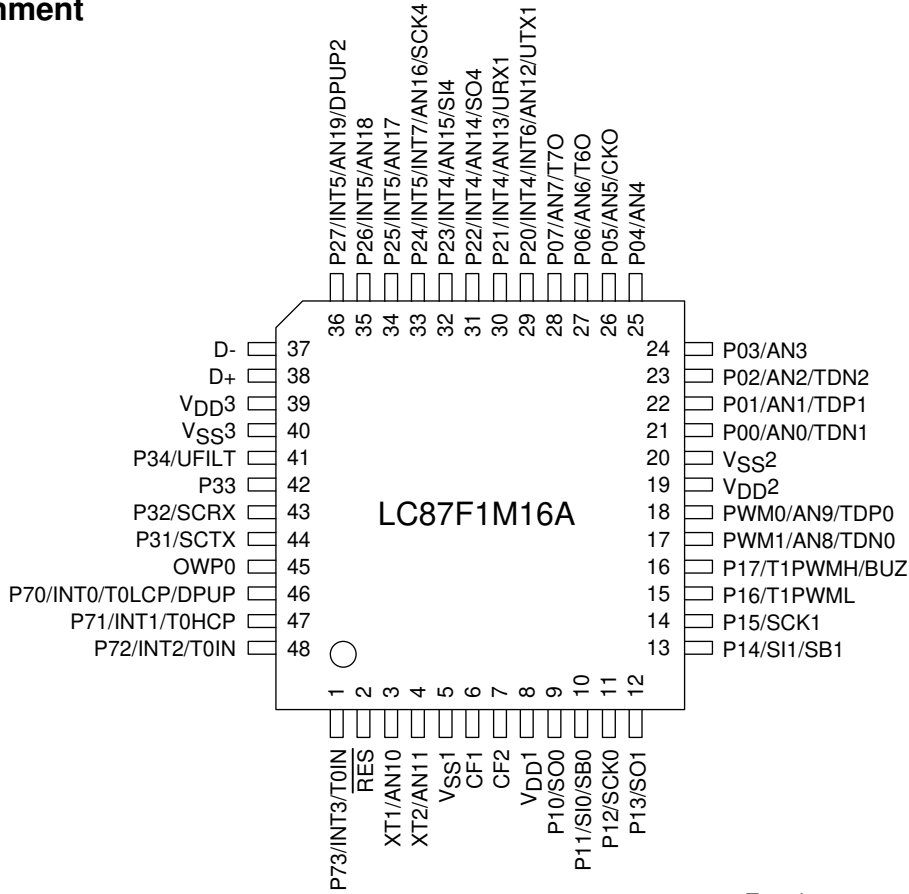 nment
P27/INT5/AN19/DPUP2
P26/INT5/AN18
P25/INT5/AN17
P24/INT5/INT7/AN16/SCK4
P23/INT4/AN15/SI4
P22/INT4/AN14/SO4
P21/INT4/AN13/URX1
P20/INT4/INT6/AN12/UTX1
P07/AN7/T7O
P06/AN6/T6O
P05/AN5/CKO
P04/AN4
36 35 34 33 32 31 30 29 28 27 26 25
D- 37
D+ 38
VDD3 39
VSS3 40
P34/UFILT 41
P33 42
P32/SCRX 43
P31/SCTX 44
OWP0 45
P70/INT0/T0LCP/DPUP 46
P71/INT1/T0HCP 47
P72/INT2/T0IN 48
LC87F1M16A
24 P03/AN3
23 P02/AN2/TDN2
22 P01/AN1/TDP1
21 P00/AN0/TDN1
20 VSS2
19 VDD2
18 PWM0/AN9/TDP0
17 PWM1/AN8/TDN0
16 P17/T1PWMH/BUZ
15 P16/T1PWML
14 P15/SCK1
13 P14/SI1/SB1
1 2 3 4 5 6 7 8 9 10 11 12
P73/INT3/T0IN
RES
XT1/AN10
XT2/AN11
VSS1
CF1
CF2
VDD1
P10/SO0
P11/SI0/SB0
P12/SCK0
P13/SO1